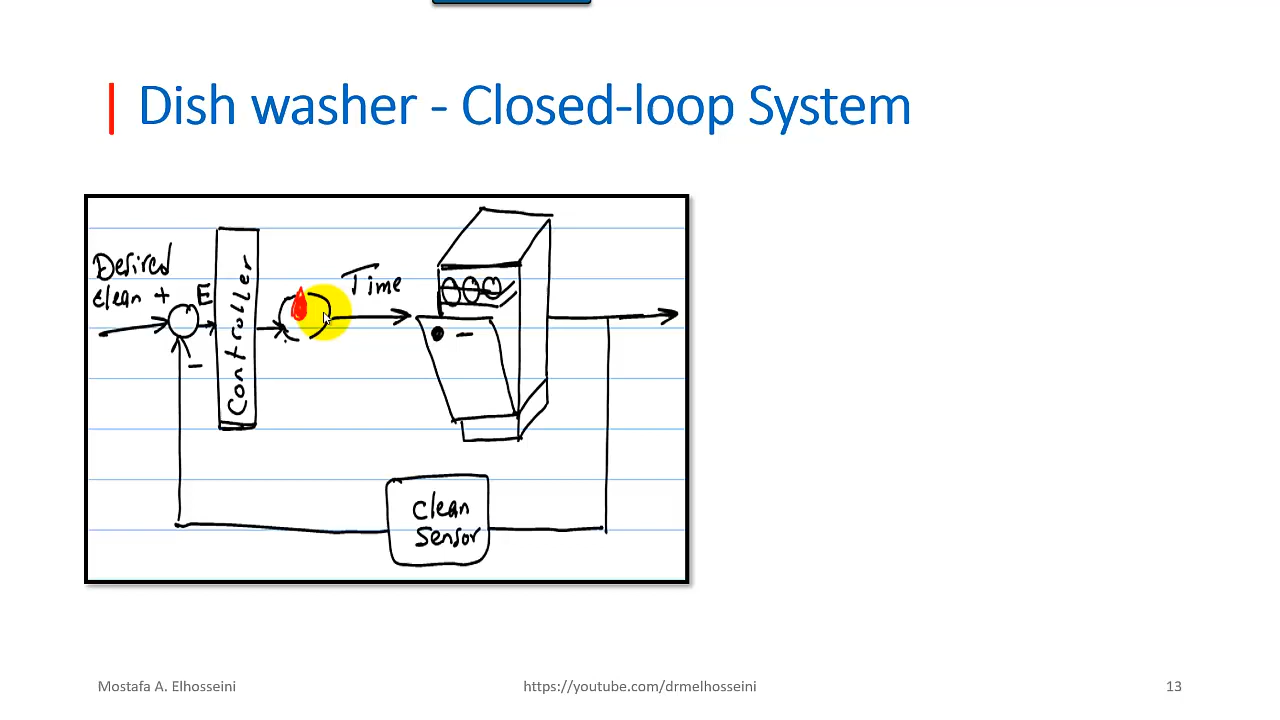 | Dish washer - Closed-loop System
Desired
clean +
E
Controller
Time
-
Clean
Sensor
Mostafa A. Elhosseini
https://youtube.com/drmelhosseini
13